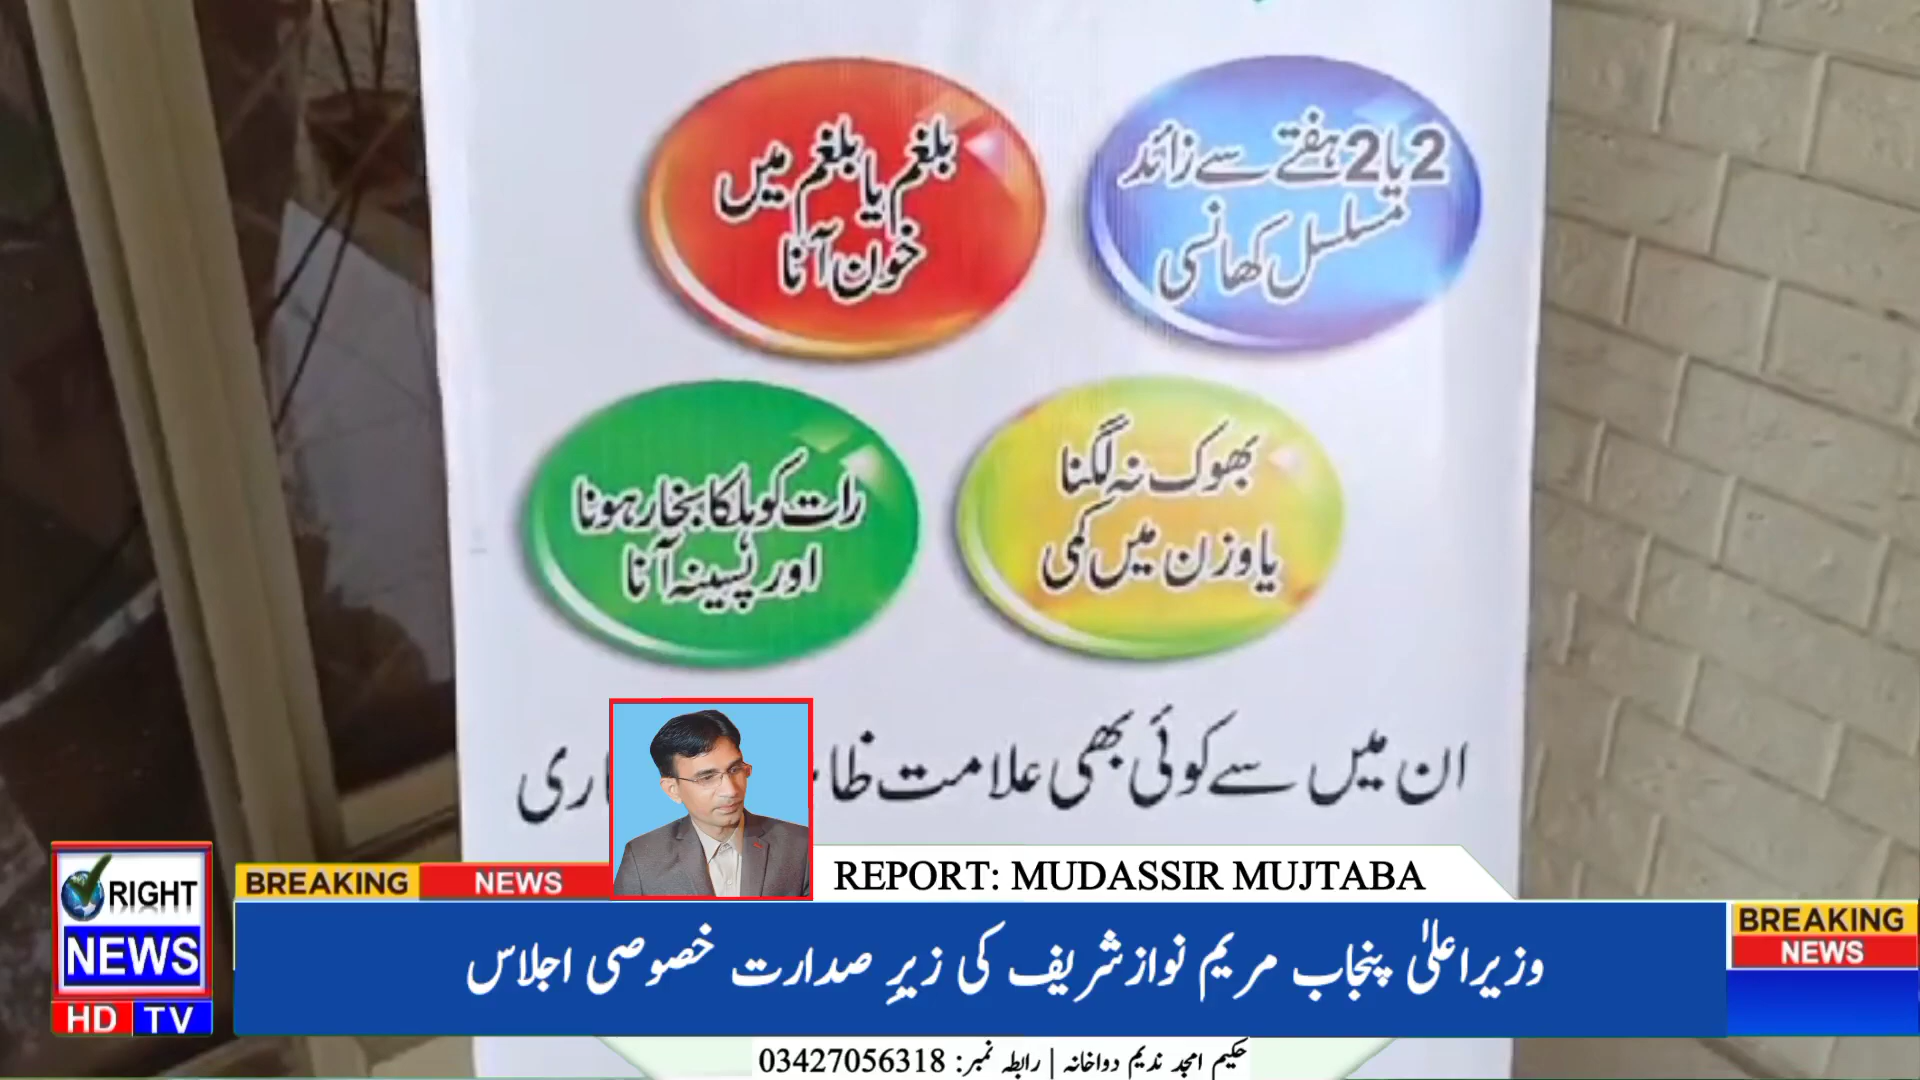 2 یا 2 ہفتے سے زائد
مسلسل کھانسی
بلغم یا بلغم میں
خون آنا
بھوک نہ لگنا
یا وزن میں کمی
رات کو ہلکا بخار ہونا
اور پسینہ آنا
ان میں سے کوئی بھی علامت
REPORT: MUDASSIR MUJTABA
BREAKING NEWS
RIGHT
NEWS
HD TV
وزیراعلیٰ پنجاب مریم نواز شریف کی زیرِ صدارت خصوصی اجلاس
BREAKING
NEWS
حکیم امجد ندیم دواخانہ | رابطہ نمبر: 03427056318